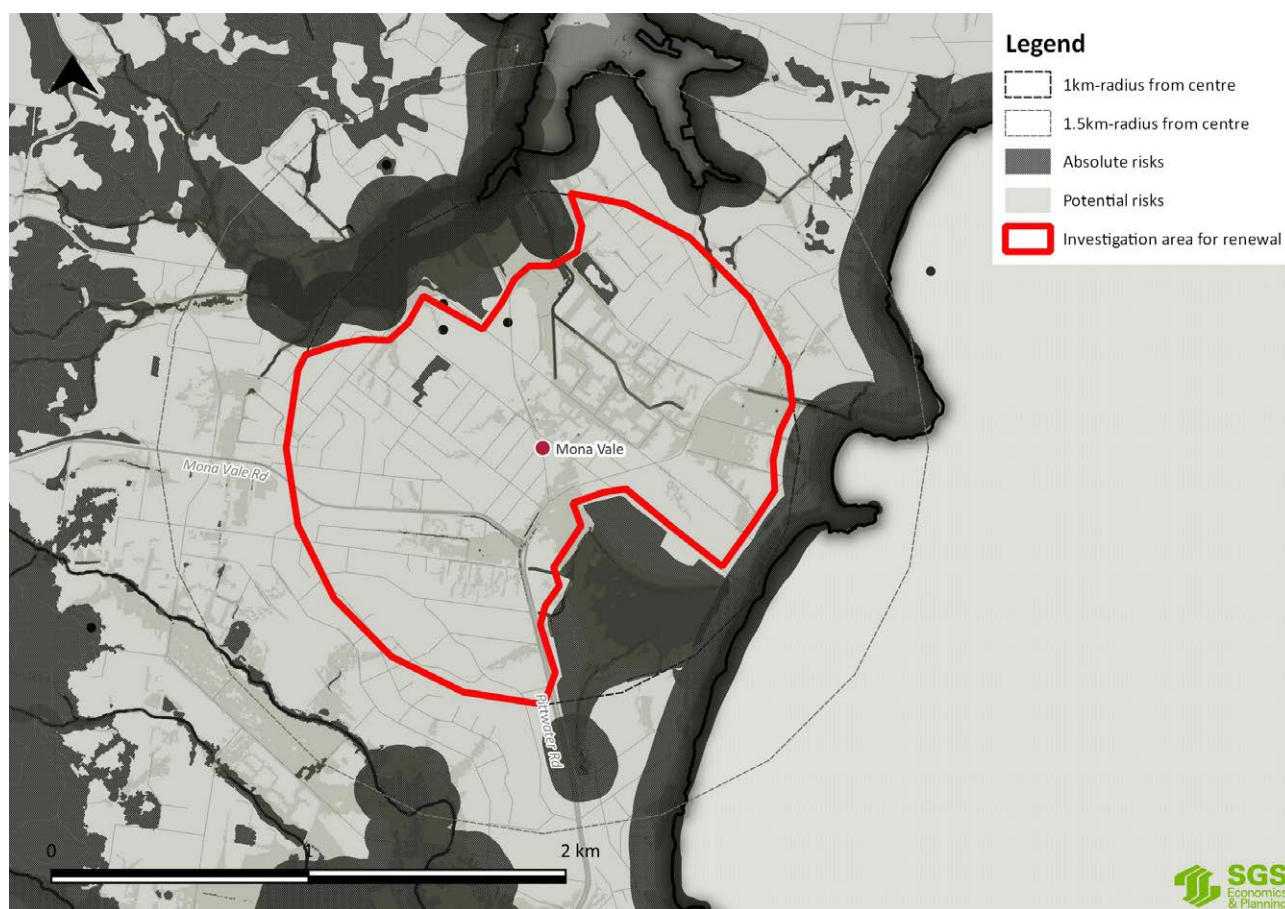 Legend
1km-radius from centre
1.5km-radius from centre
Absolute risks
Potential risks
Investigation area for renewal
Mona Vale
Mona Vale Rd
Pittwater Rd
0 1 2 km
SGS
Economics
& Planning